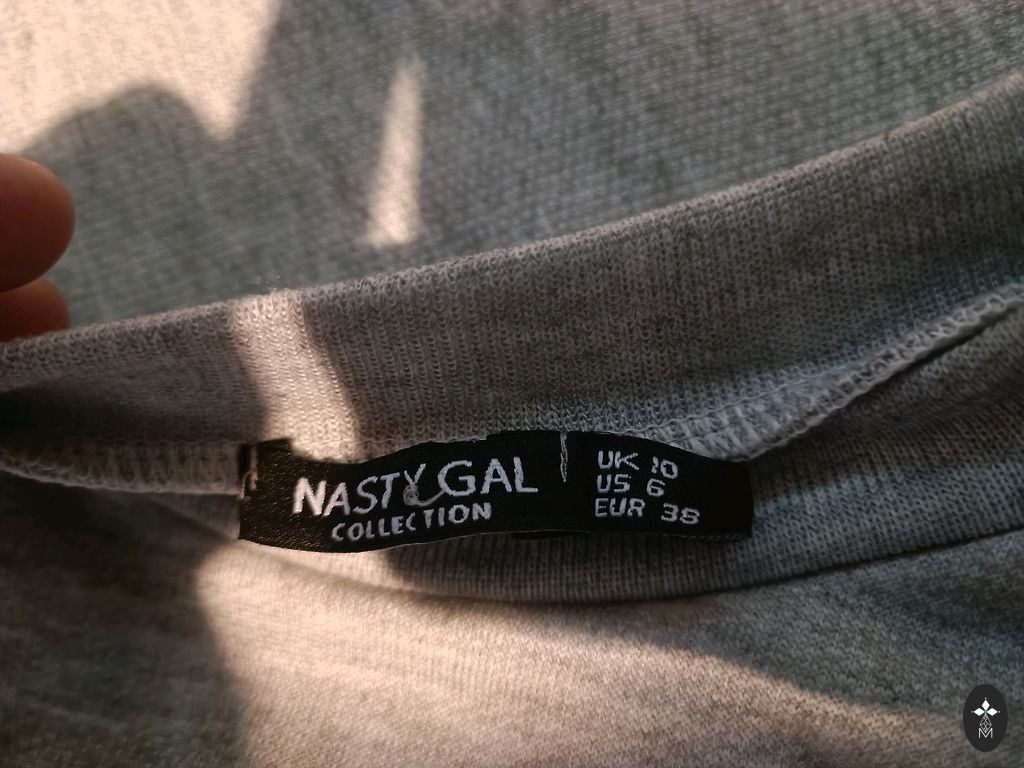 NASTY GAL
COLLECTION
UK 10
US 6
EUR 38
M